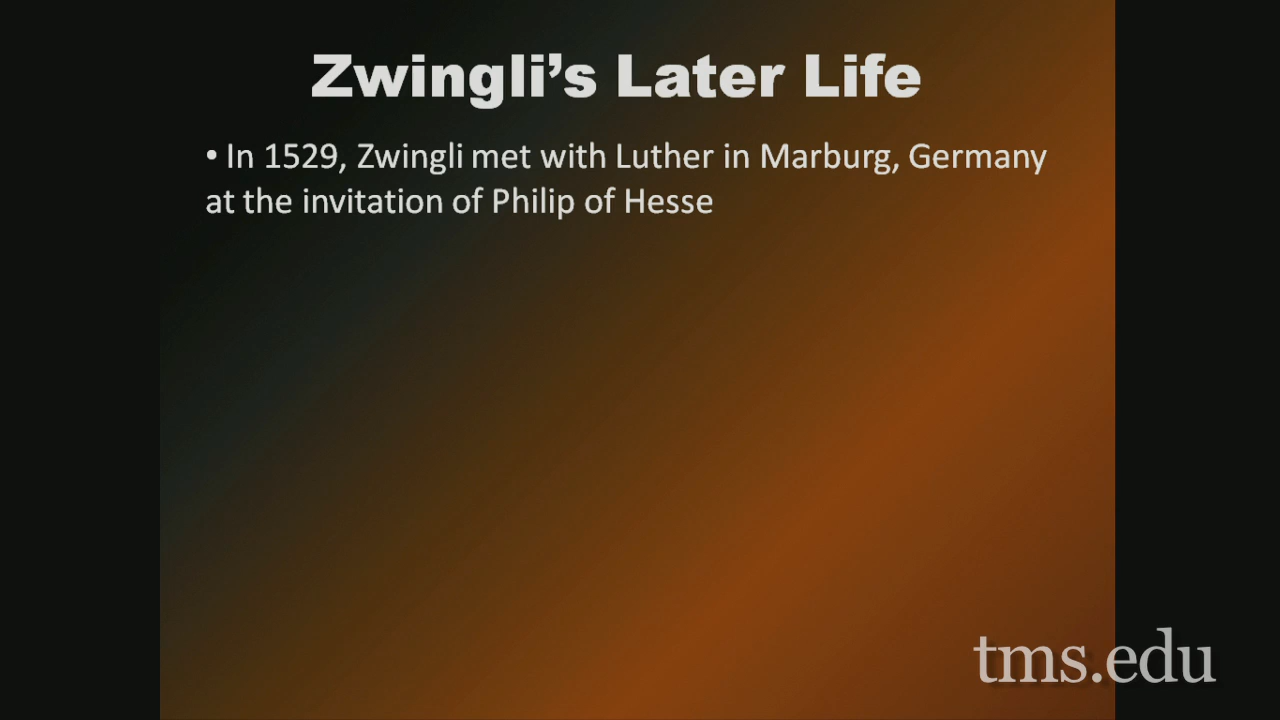 Zwingli’s Later Life
• In 1529, Zwingli met with Luther in Marburg, Germany
at the invitation of Philip of Hesse
tms.edu